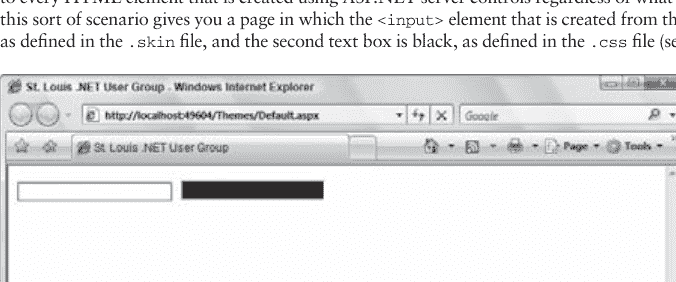 to every HTML element that is created using ASP.NET server controls regardless of what
this sort of scenario gives you a page in which the <input> element that is created from th
as defined in the .skin file, and the second text box is black, as defined in the .css file (se
St. Louis .NET User Group - Windows Internet Explorer
http://localhost:49604/Themes/Default.aspx Google
St. Louis .NET User Group Page Tools